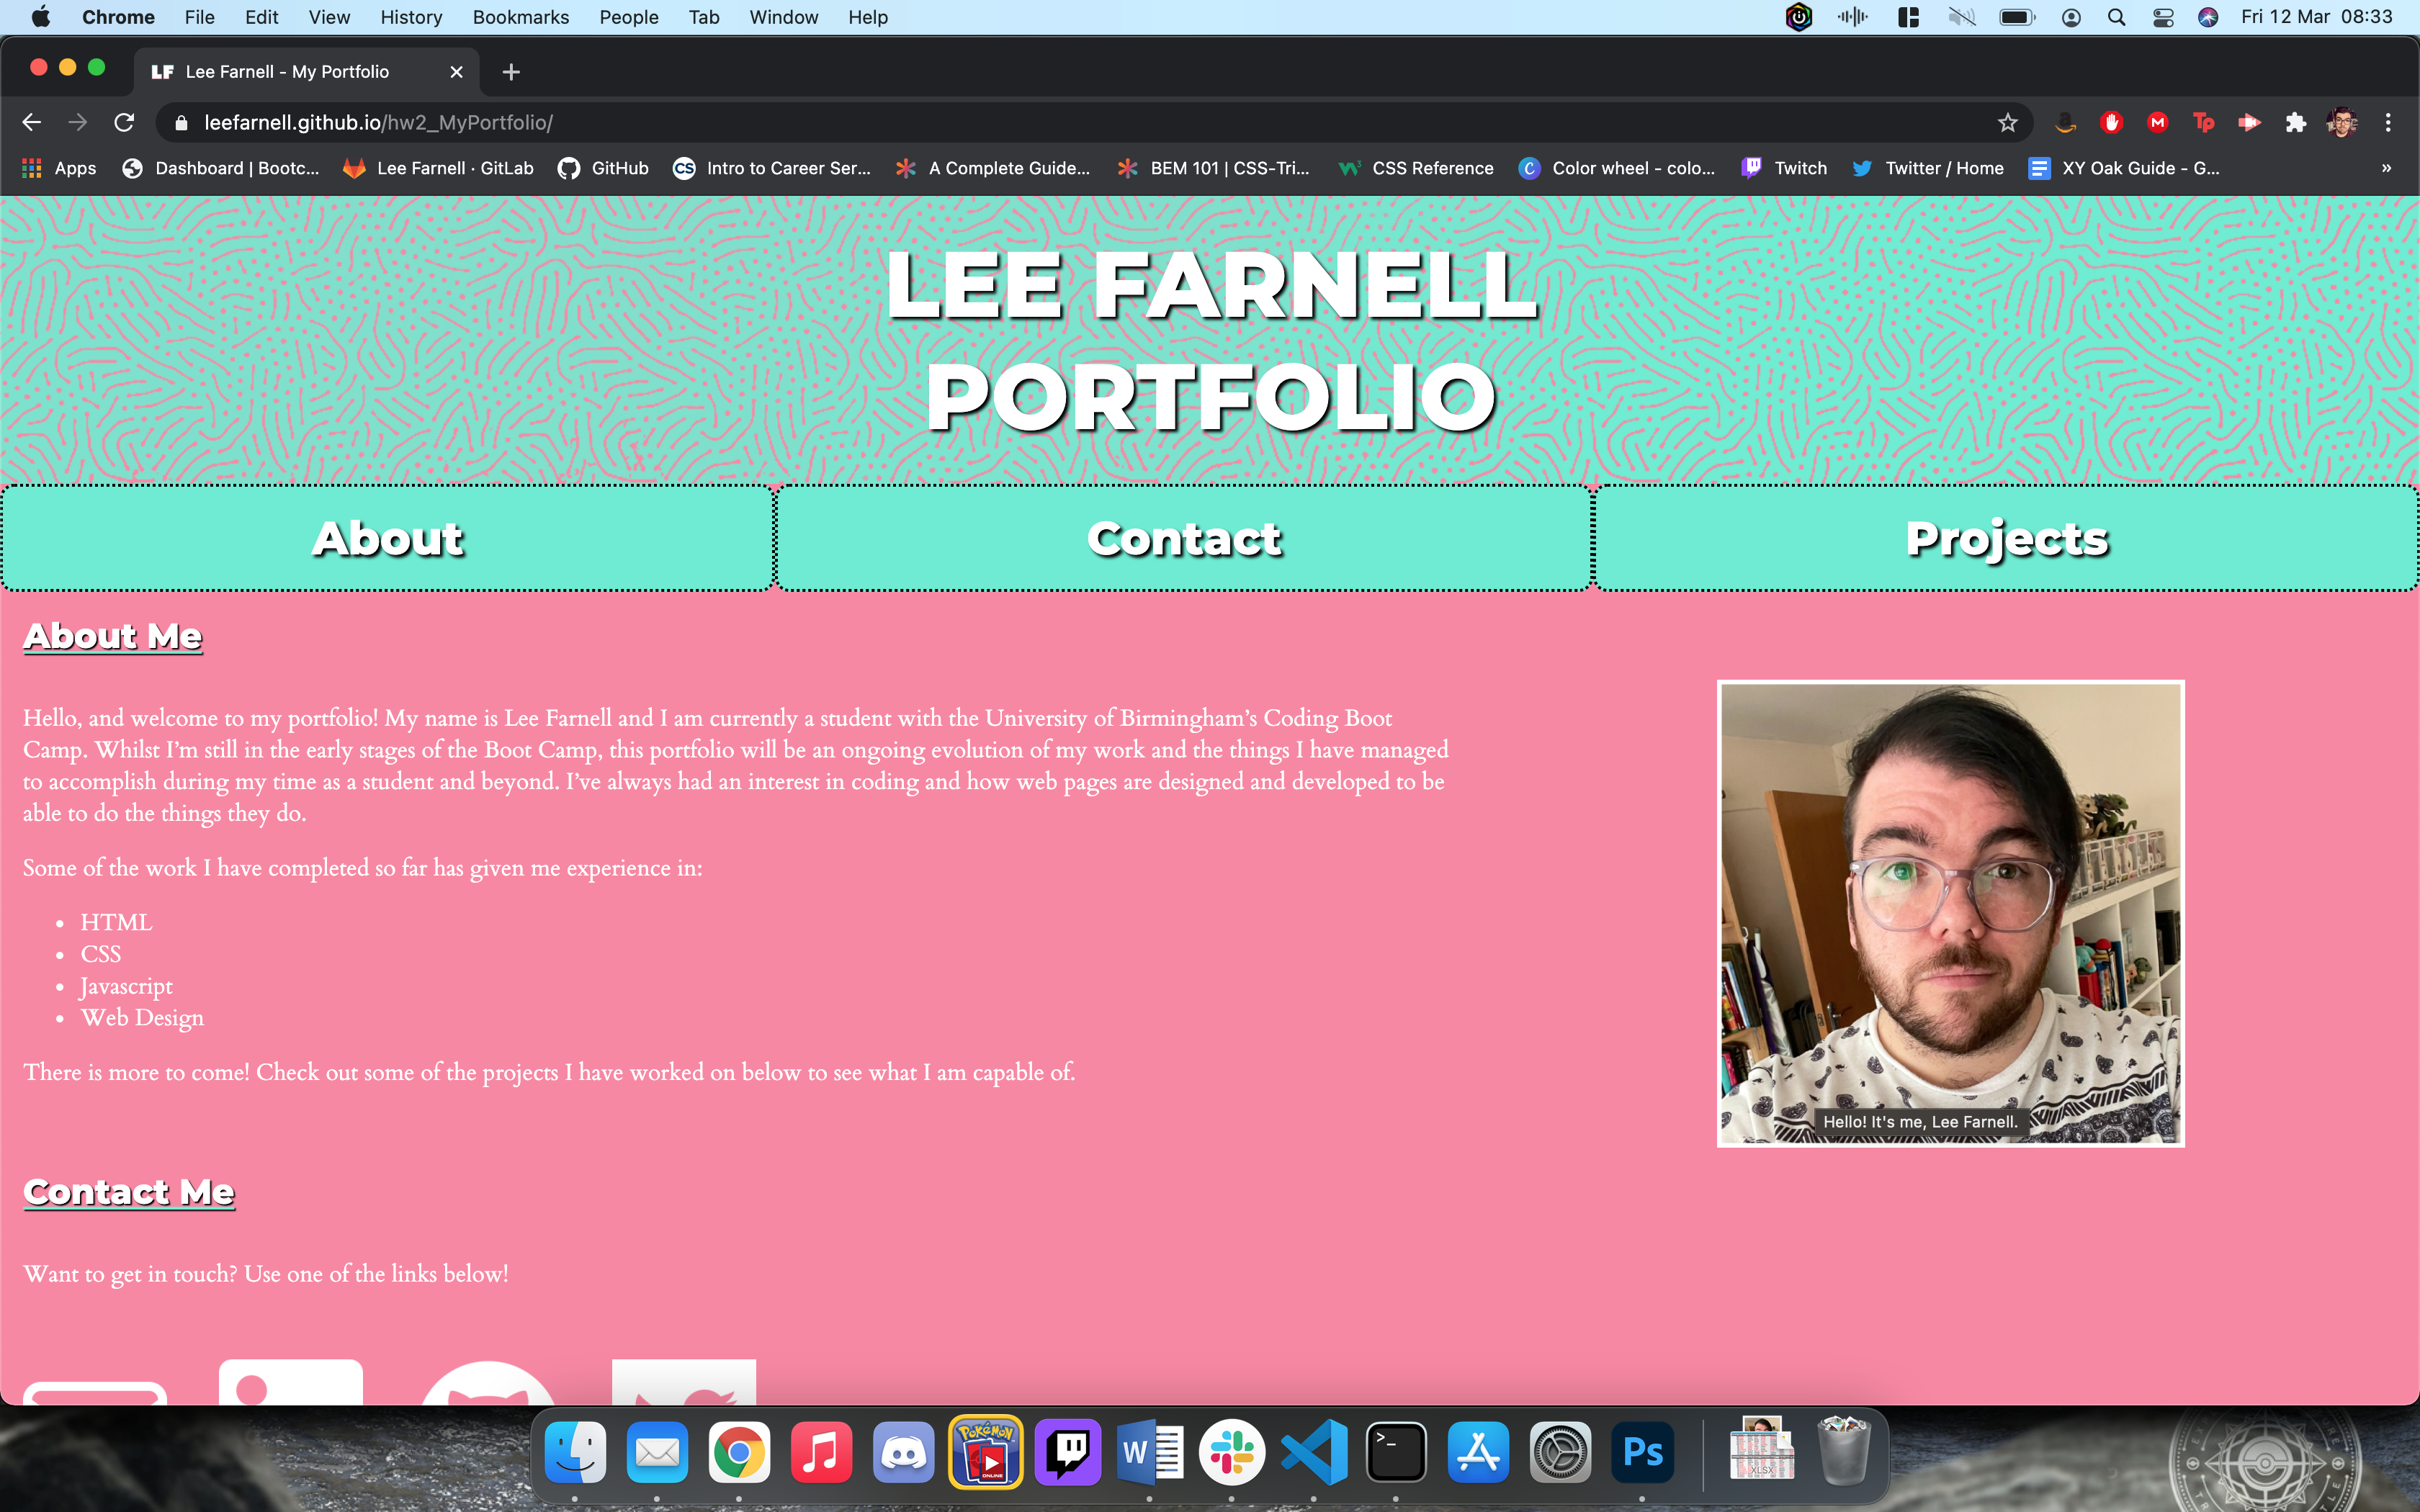 Chrome File Edit View History Bookmarks People Tab Window Help Fri 12 Mar 08:33
LF Lee Farnell - My Portfolio
leefarnell.github.io/hw2_MyPortfolio/
Tp
Apps Dashboard | Bootc... Lee Farnell · GitLab GitHub CS Intro to Career Ser... A Complete Guide... BEM 101 | CSS-Tri... CSS Reference Color wheel - colo... Twitch Twitter / Home XY Oak Guide - G... »
LEE FARNELL
PORTFOLIO
About Contact Projects
About Me
Hello, and welcome to my portfolio! My name is Lee Farnell and I am currently a student with the University of Birmingham’s Coding Boot
Camp. Whilst I’m still in the early stages of the Boot Camp, this portfolio will be an ongoing evolution of my work and the things I have managed
to accomplish during my time as a student and beyond. I’ve always had an interest in coding and how web pages are designed and developed to be
able to do the things they do.
Some of the work I have completed so far has given me experience in:
• HTML
• CSS
• Javascript
• Web Design
There is more to come! Check out some of the projects I have worked on below to see what I am capable of.
Hello! It's me, Lee Farnell.
Contact Me
Want to get in touch? Use one of the links below!
Pokémon
ONLINE
W
>_
Ps
XLSX